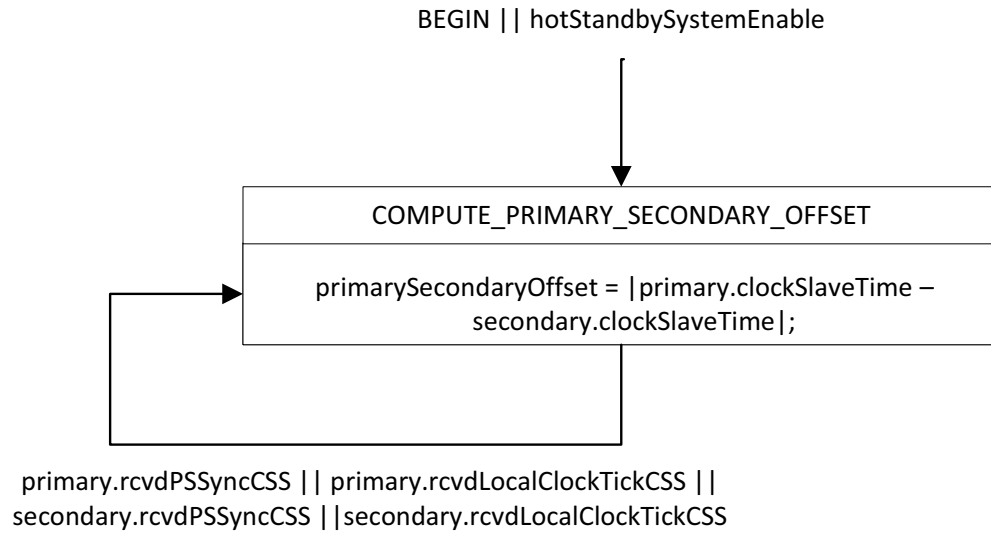 BEGIN || hotStandbySystemEnable
COMPUTE_PRIMARY_SECONDARY_OFFSET
primarySecondaryOffset = |primary.clockSlaveTime –
secondary.clockSlaveTime|;
primary.rcvdPSSyncCSS || primary.rcvdLocalClockTickCSS ||
secondary.rcvdPSSyncCSS ||secondary.rcvdLocalClockTickCSS